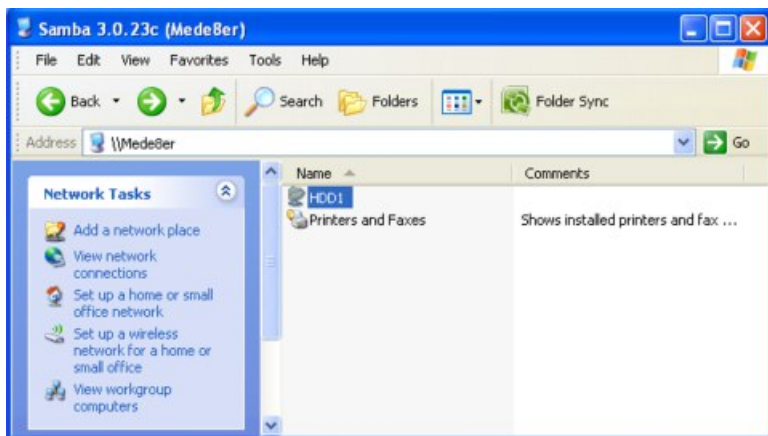 Samba 3.0.23c (Mede8er)
File Edit View Favorites Tools Help
Back Search Folders Folder Sync
Address \\Mede8er Go
Name Comments
Network Tasks
HDD1
Printers and Faxes Shows installed printers and fax ...
Add a network place
View network
connections
Set up a home or small
office network
Set up a wireless
network for a home or
small office
View workgroup
computers